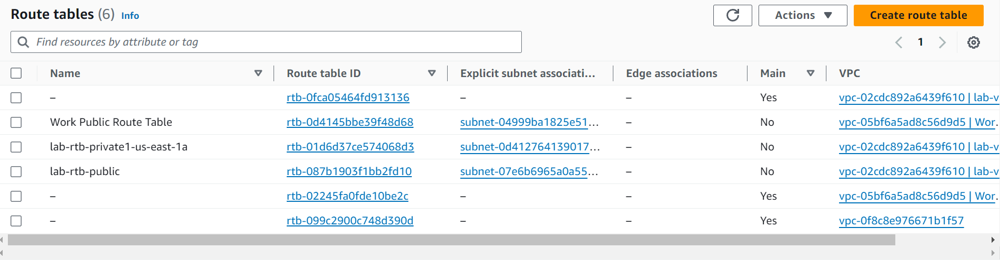 Route tables (6) Info
Actions
Create route table
Find resources by attribute or tag
1
Name Route table ID Explicit subnet associati... Edge associations Main VPC
– rtb-0fca05464fd913136 – – Yes vpc-02cdc892a6439f610 | lab-v
Work Public Route Table rtb-0d4145bbe39f48d68 subnet-04999ba1825e51... – No vpc-05bf6a5ad8c56d9d5 | Wor.
lab-rtb-private1-us-east-1a rtb-01d6d37ce574068d3 subnet-0d412764139017... – No vpc-02cdc892a6439f610 | lab-v
lab-rtb-public rtb-087b1903f1bb2fd10 subnet-07e6b6965a0a55... – No vpc-02cdc892a6439f610 | lab-v
– rtb-02245fa0fde10be2c – – Yes vpc-05bf6a5ad8c56d9d5 | Wor.
– rtb-099c2900c748d390d – – Yes vpc-0f8c8e976671b1f57